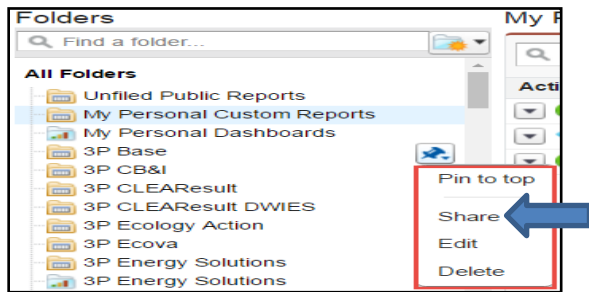 Folders
My
Find a folder...
All Folders
Acti
Unfiled Public Reports
My Personal Custom Reports
My Personal Dashboards
3P Base
3P CB&I
3P CLEAResult
3P CLEAResult DWIES
3P Ecology Action
3P Ecova
3P Energy Solutions
3P Energy Solutions
Pin to top
Share
Edit
Delete